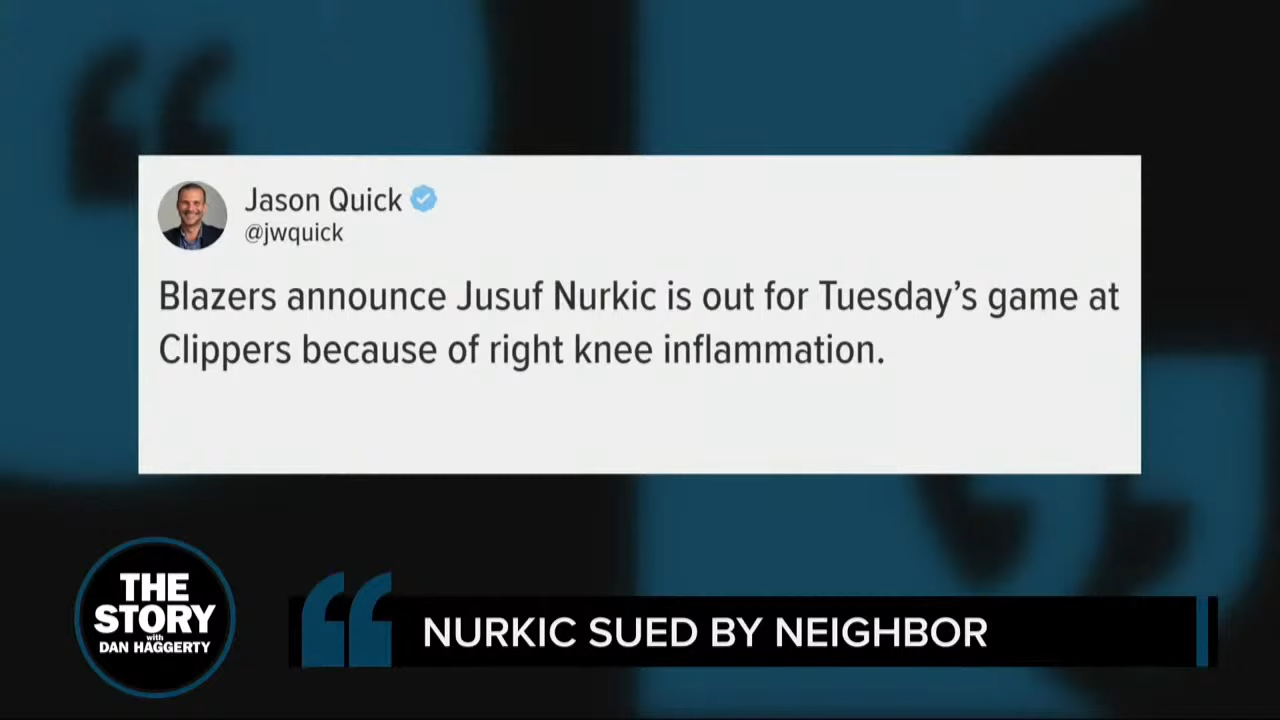 Jason Quick
@jwquick
Blazers announce Jusuf Nurkic is out for Tuesday’s game at
Clippers because of right knee inflammation.
THE
STORY
with
DAN HAGGERTY
NURKIC SUED BY NEIGHBOR